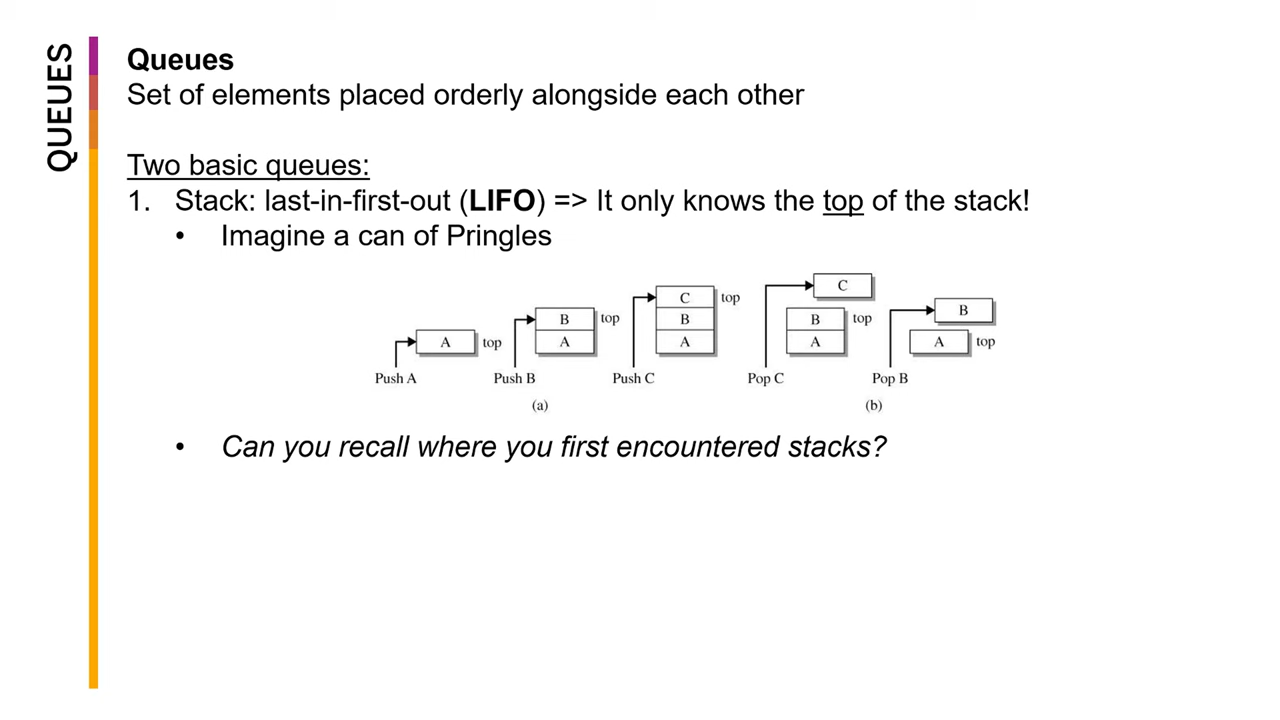 QUEUES
Queues
Set of elements placed orderly alongside each other
Two basic queues:
1. Stack: last-in-first-out (LIFO) => It only knows the top of the stack!
• Imagine a can of Pringles
A top
Push A
B top
A
Push B
C top
B
A
Push C
(a)
C
B top
A
Pop C
B
A top
Pop B
(b)
• Can you recall where you first encountered stacks?